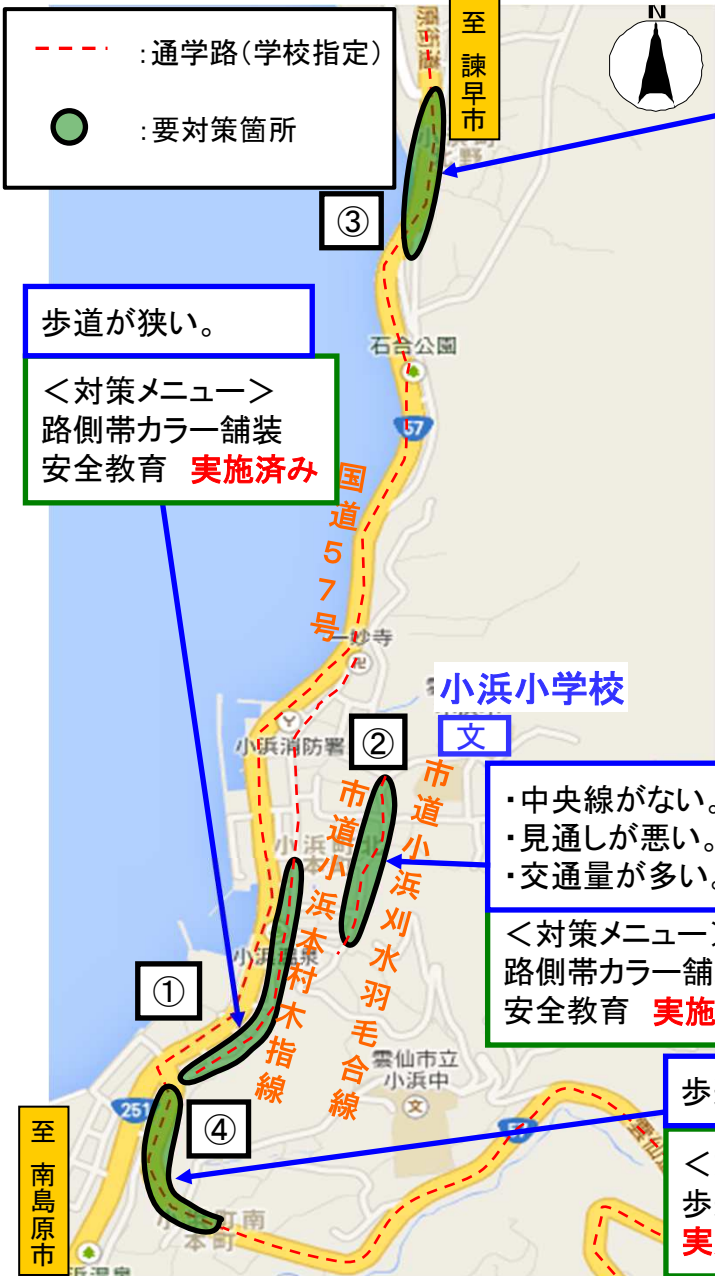 : 通学路(学校指定)
: 要対策箇所
至 諫早市
N
③
歩道が狭い。
＜対策メニュー＞
路側帯カラー舗装
安全教育 実施済み
石合公園
57
国道57号
一妙寺
小浜小学校
文
小浜消防署
②
市道小浜刈水羽毛合線
市道小浜本村木指線
・中央線がない。
・見通しが悪い。
・交通量が多い。
＜対策メニュー＞
路側帯カラー舗
安全教育 実施
①
雲仙市立
小浜中
文
251
④
至 南島原市
歩
＜
歩
実